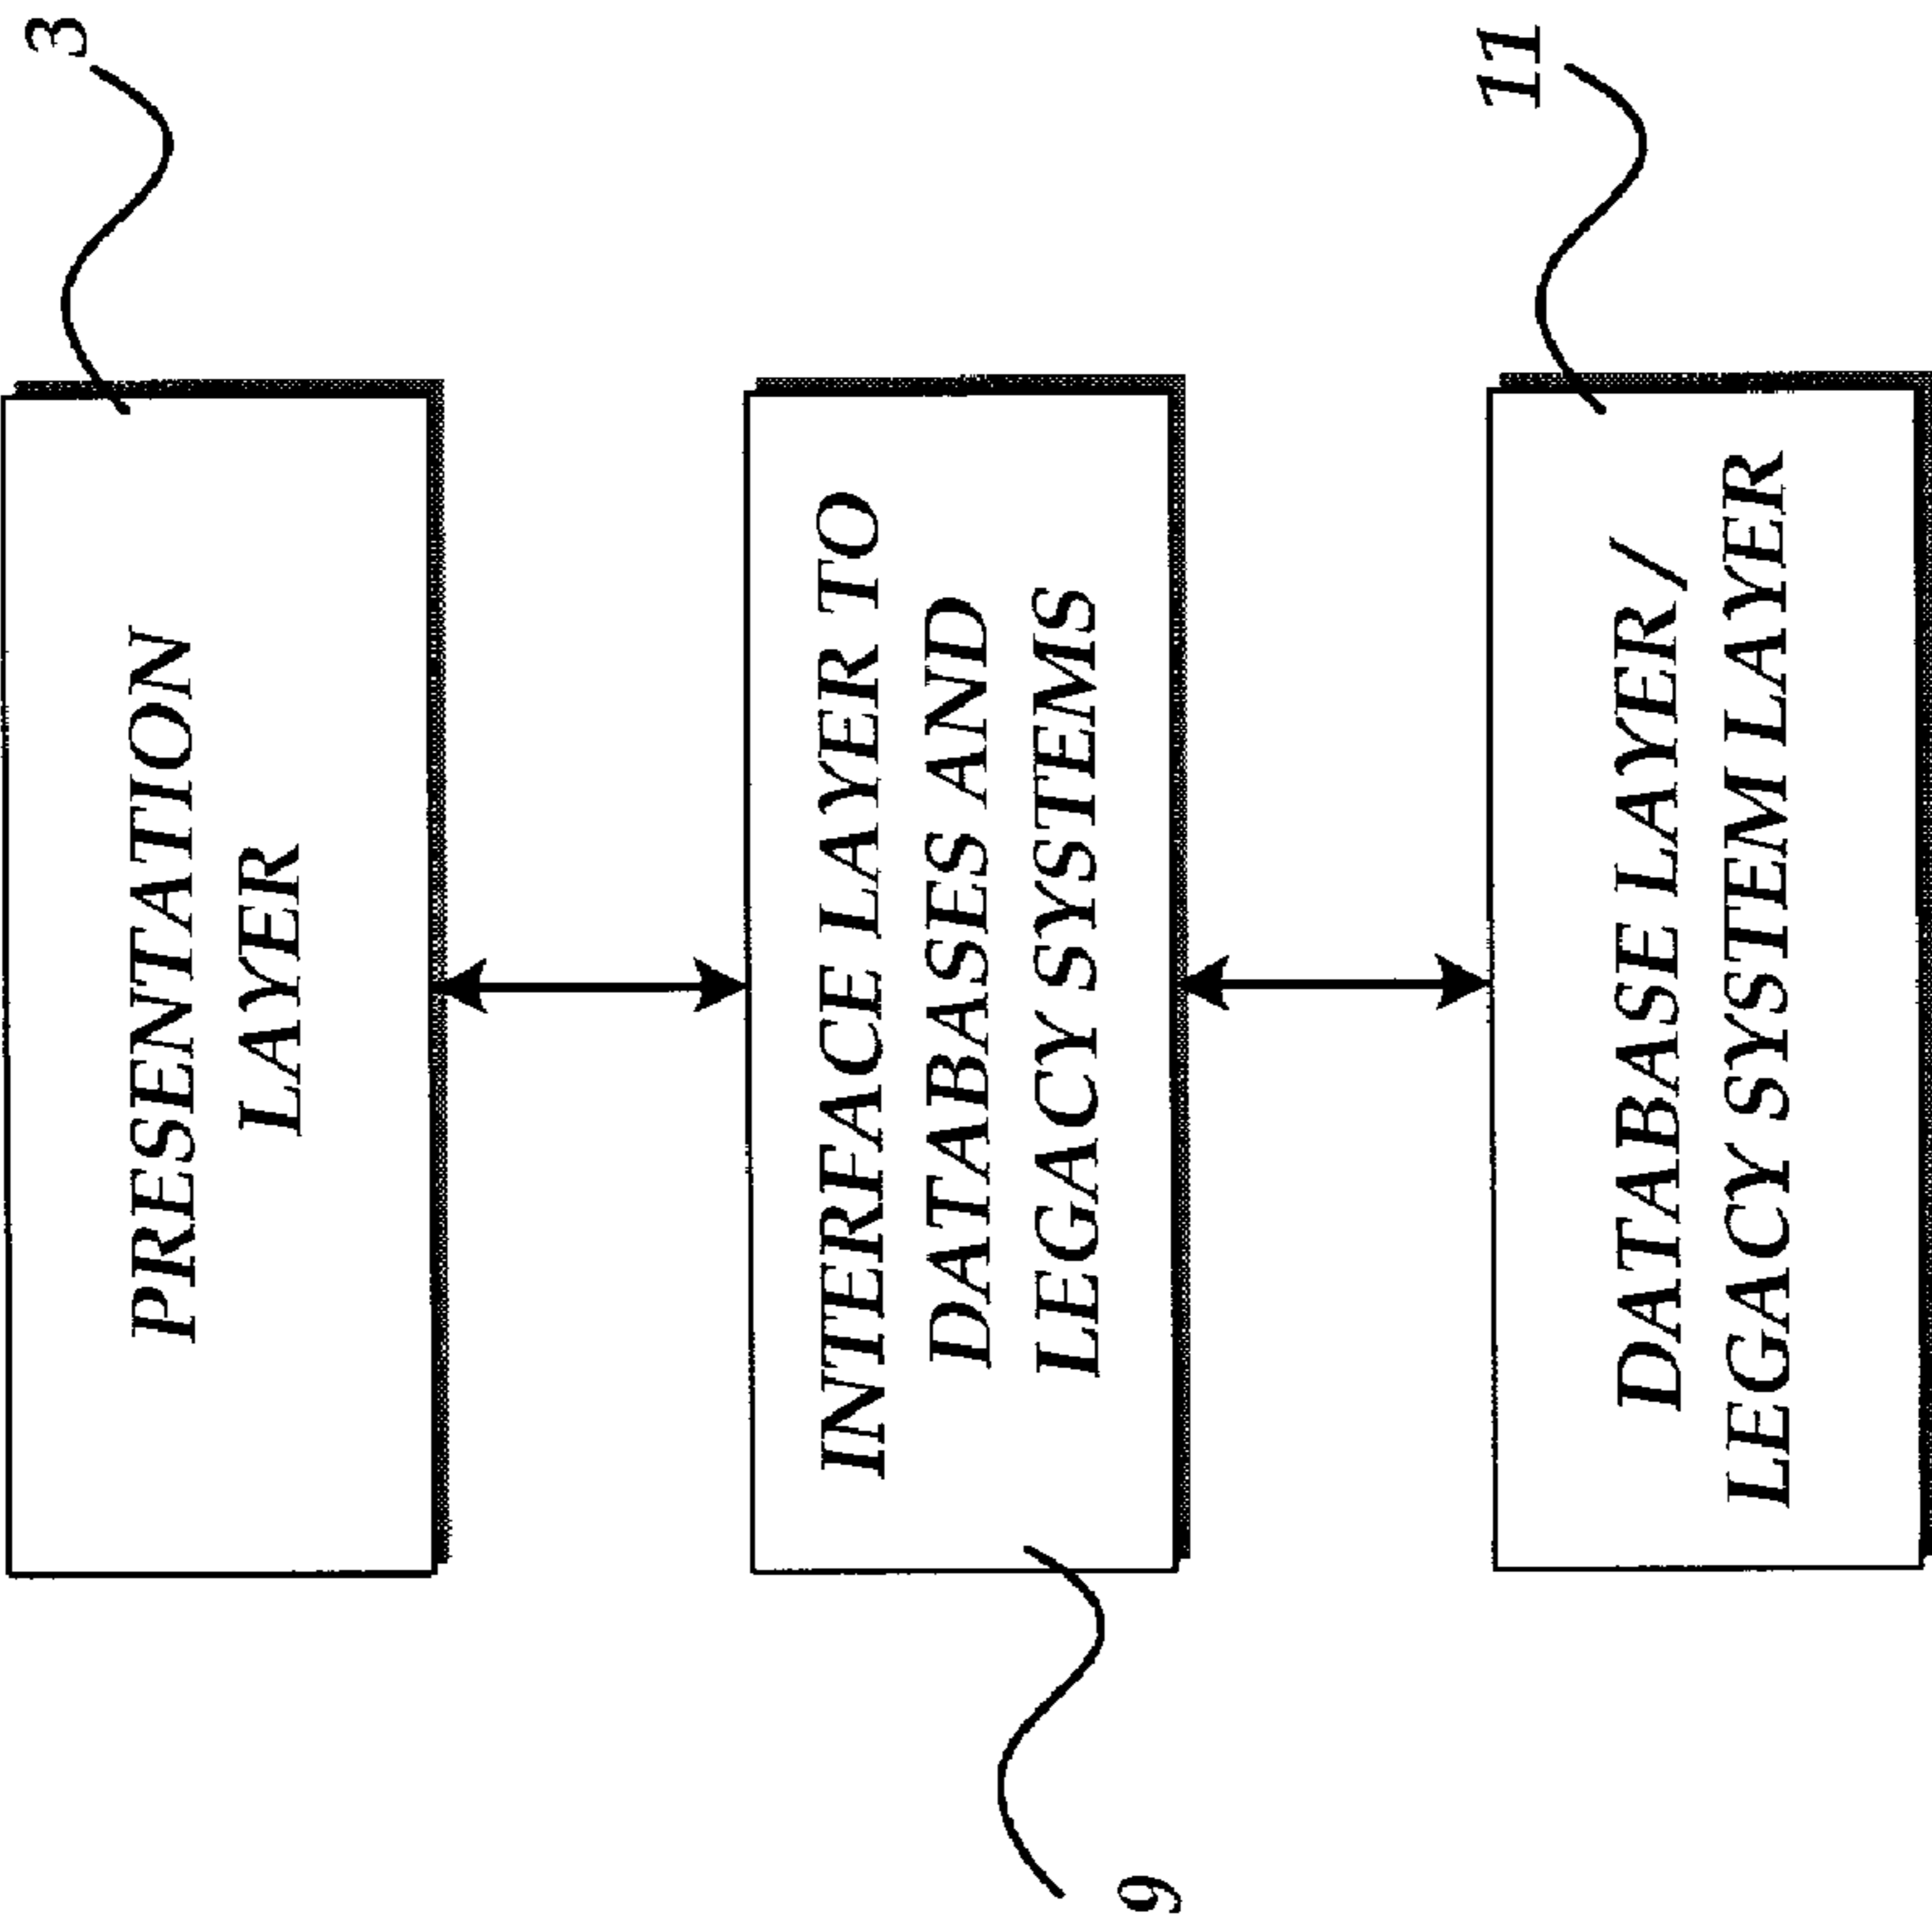 3
PRESENTATION
LAYER
INTERFACE LAYER TO
DATABASES AND
LEGACY SYSTEMS
9
11
DATABASE LAYER/
LEGACY SYSTEM LAYER